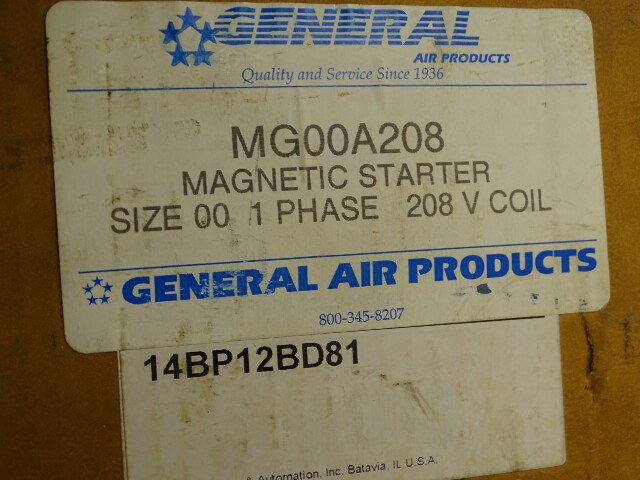 GENERAL
AIR PRODUCTS
Quality and Service Since 1936
MG00A208
MAGNETIC STARTER
SIZE 00 1 PHASE 208 V COIL
GENERAL AIR PRODUCTS
800-345-8207
14BP12BD81
& Automation, Inc. Batavia, IL U.S.A.